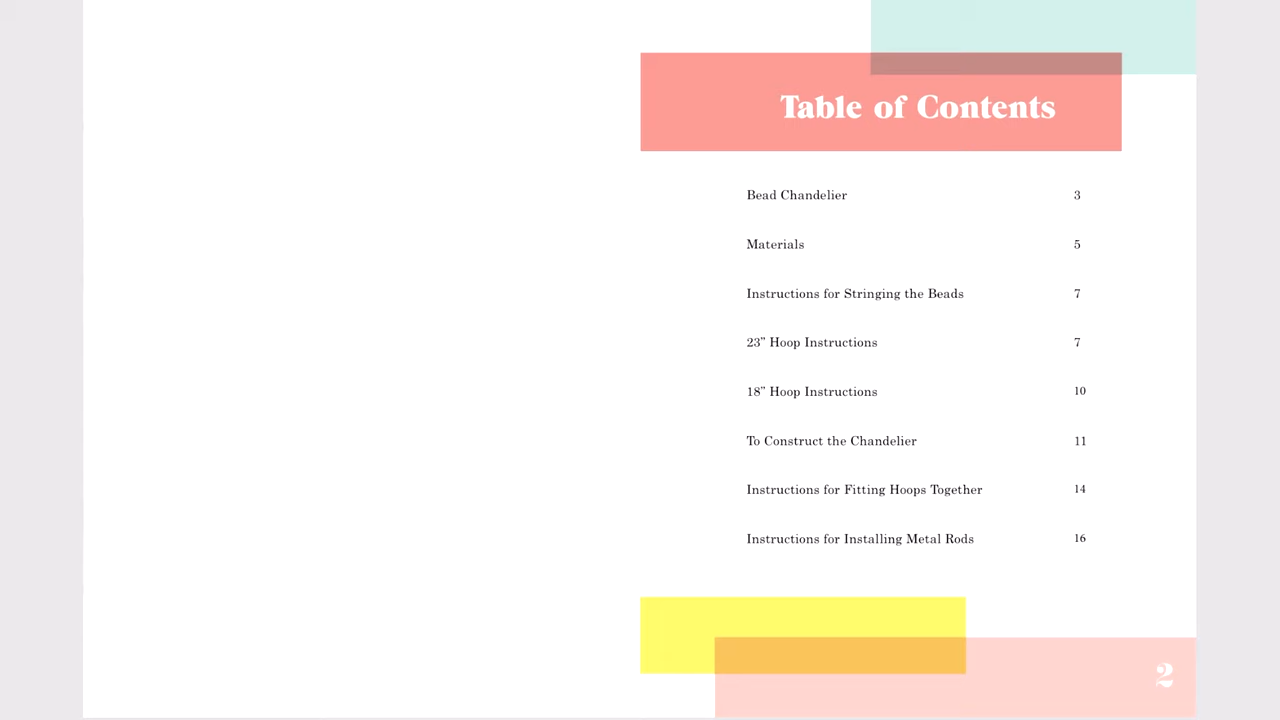 Table of Contents
Bead Chandelier 3
Materials 5
Instructions for Stringing the Beads 7
23" Hoop Instructions 7
18" Hoop Instructions 10
To Construct the Chandelier 11
Instructions for Fitting Hoops Together 14
Instructions for Installing Metal Rods 16
2